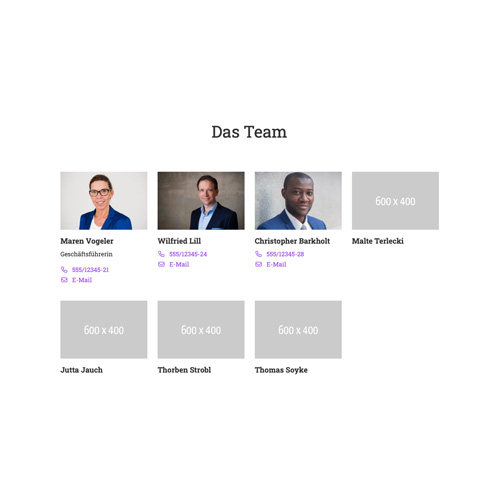 Das Team
Maren Vogeler
Geschäftsführerin
555/12345-21
E-Mail
Wilfried Lill
555/12345-24
E-Mail
Christopher Barkholt
555/12345-28
E-Mail
600 x 400
Malte Terlecki
600 x 400
Jutta Jauch
600 x 400
Thorben Strobl
600 x 400
Thomas Soyke